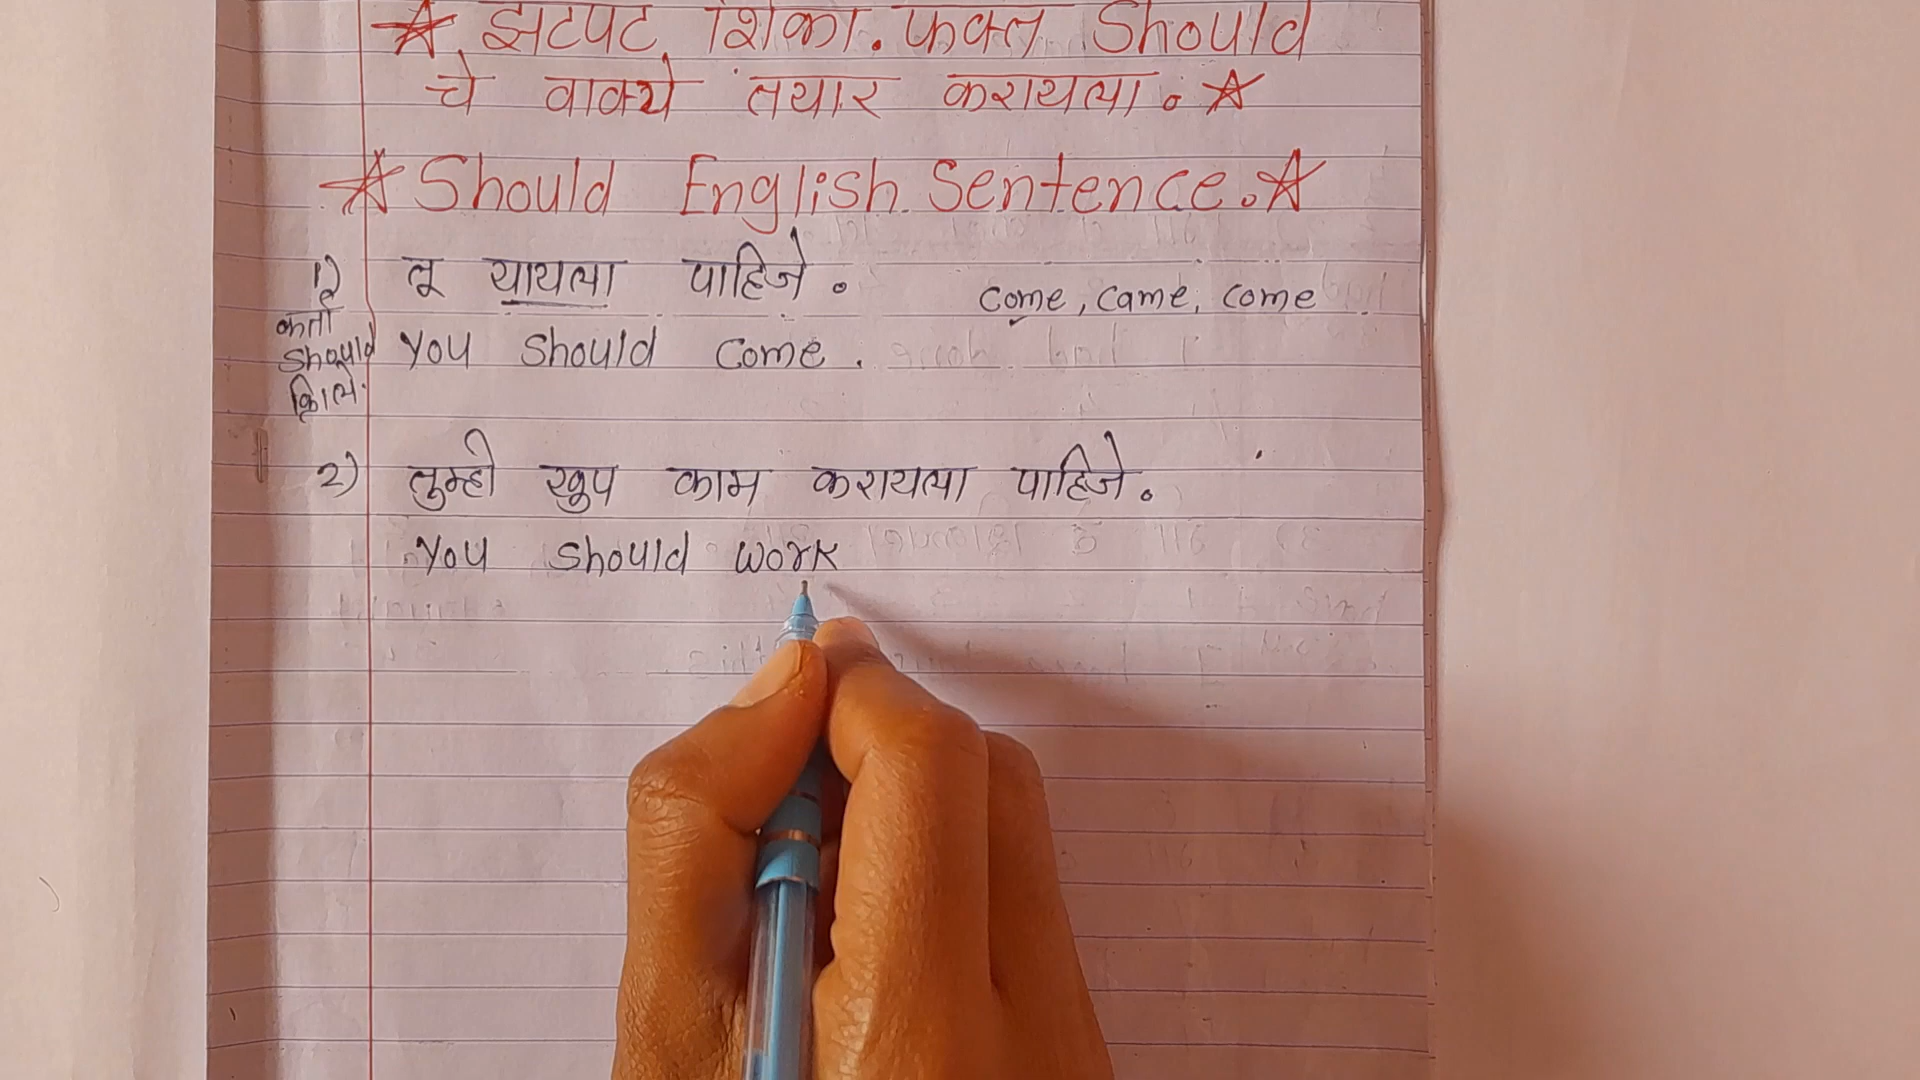 ☆ झटपट शिका. फक्त Should
चे वाक्ये तयार करायला. ☆
☆ Should English Sentence. ☆
1) तू यायला पाहिजे.
come, came, come
कर्ता
should
You should come.
2) तुम्ही खुप काम करायला पाहिजे.
You should work